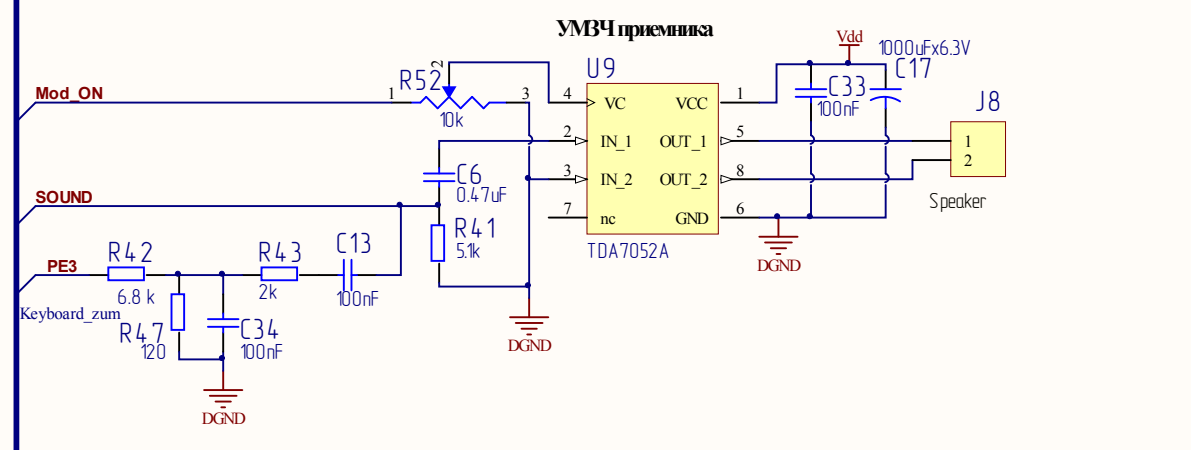 УМЗЧ приемника
Vdd
1000uFx6.3V
C17
U9
R52
2
1
3
10k
Mod_ON
4
VC
VCC
1
C33
100nF
J8
2
IN_1
OUT_1
5
1
2
C6
0.47uF
3
IN_2
OUT_2
8
SOUND
Speaker
7
nc
GND
6
R41
5.1k
TDA7052A
DGND
R42
R43
C13
PE3
6.8 k
2k
100nF
Keyboard_zum
R47
120
C34
100nF
DGND
DGND